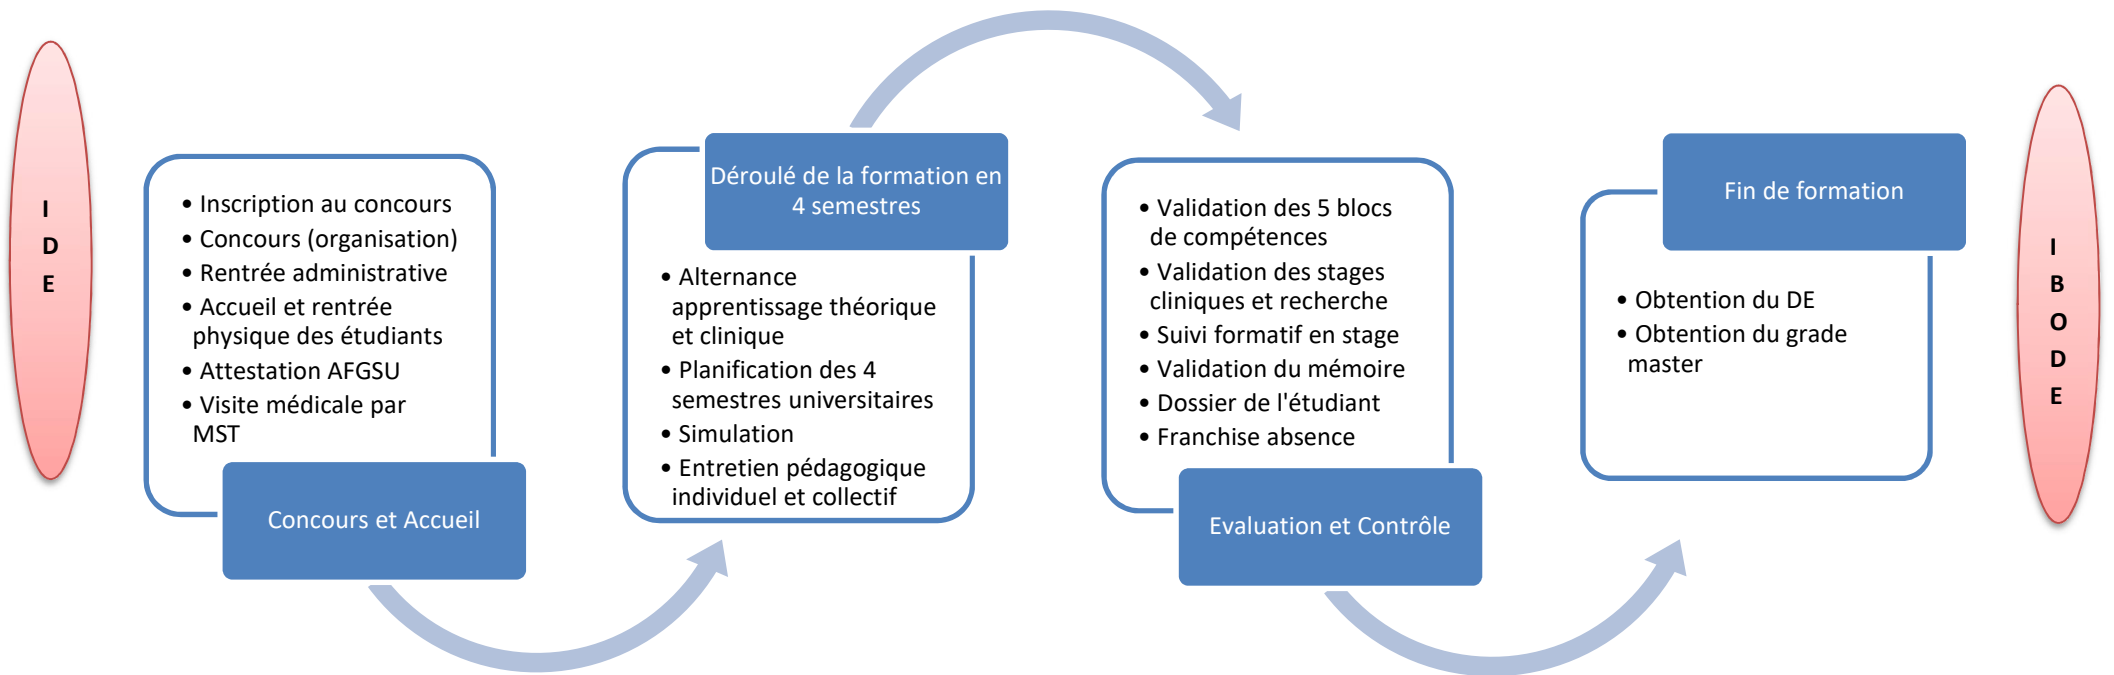 I
D
E
• Inscription au concours
• Concours (organisation)
• Rentrée administrative
• Accueil et rentrée
physique des étudiants
• Attestation AFGSU
• Visite médicale par
MST
Concours et Accueil
Déroulé de la formation en
4 semestres
• Alternance
apprentissage théorique
et clinique
• Planification des 4
semestres universitaires
• Simulation
• Entretien pédagogique
individuel et collectif
• Validation des 5 blocs
de compétences
• Validation des stages
cliniques et recherche
• Suivi formatif en stage
• Validation du mémoire
• Dossier de l'étudiant
• Franchise absence
Evaluation et Contrôle
Fin de formation
• Obtention du DE
• Obtention du grade
master
I
B
O
D
E